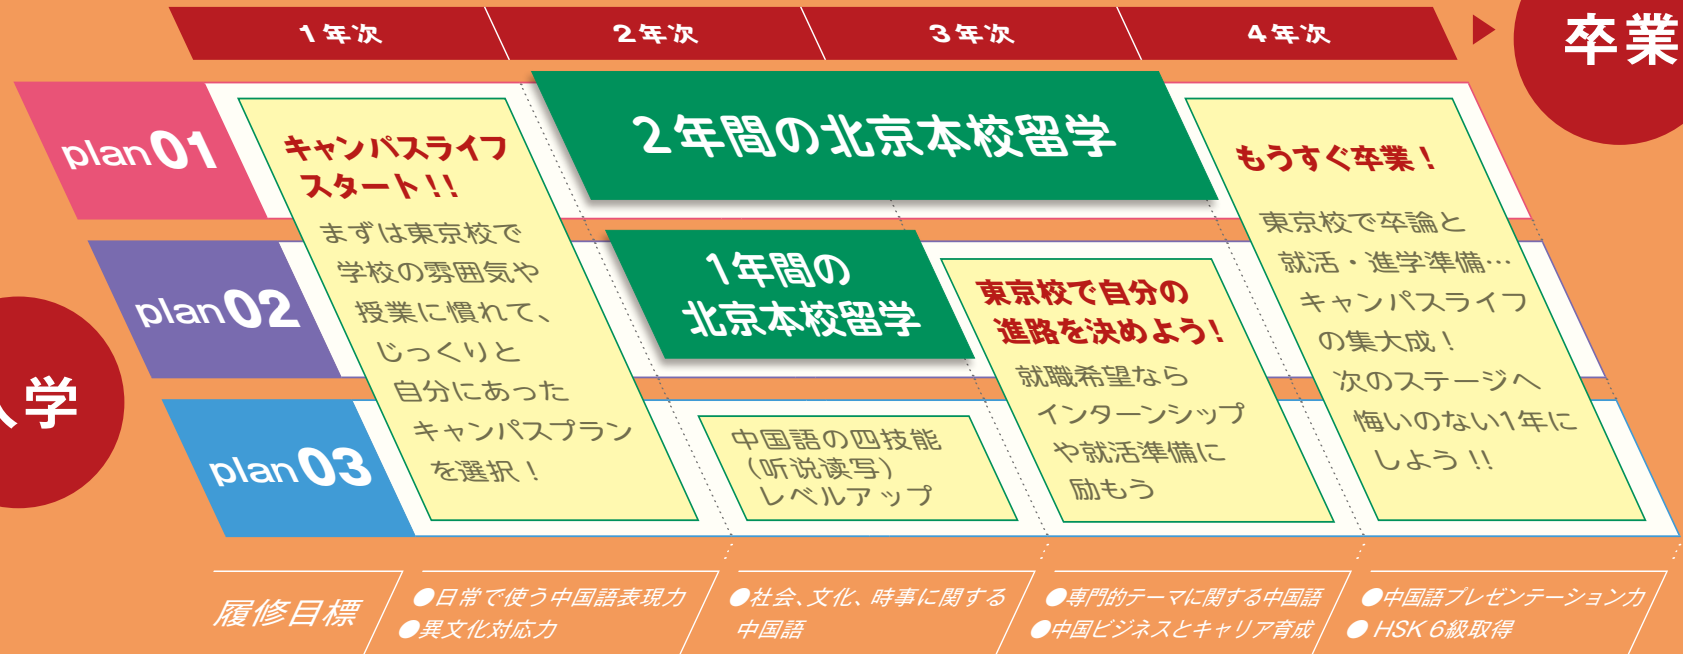 1年次
2年次
3年次
4年次
卒業
入学
plan01
plan02
plan03
キャンパスライフ
スタート!!
まずは東京校で
学校の雰囲気や
授業に慣れて、
じっくりと
自分にあった
キャンパスプラン
を選択！
2年間の北京本校留学
1年間の
北京本校留学
中国語の四技能
（听说读写）
レベルアップ
東京校で自分の
進路を決めよう!
就職希望なら
インターンシップ
や就活準備に
励もう
もうすぐ卒業！
東京校で卒論と
就活・進学準備…
キャンパスライフ
の集大成！
次のステージへ
悔いのない1年に
しよう!!
履修目標
●日常で使う中国語表現力
●異文化対応力
●社会、文化、時事に関する
中国語
●専門的テーマに関する中国語
●中国ビジネスとキャリア育成
●中国語プレゼンテーション力
●HSK 6級取得